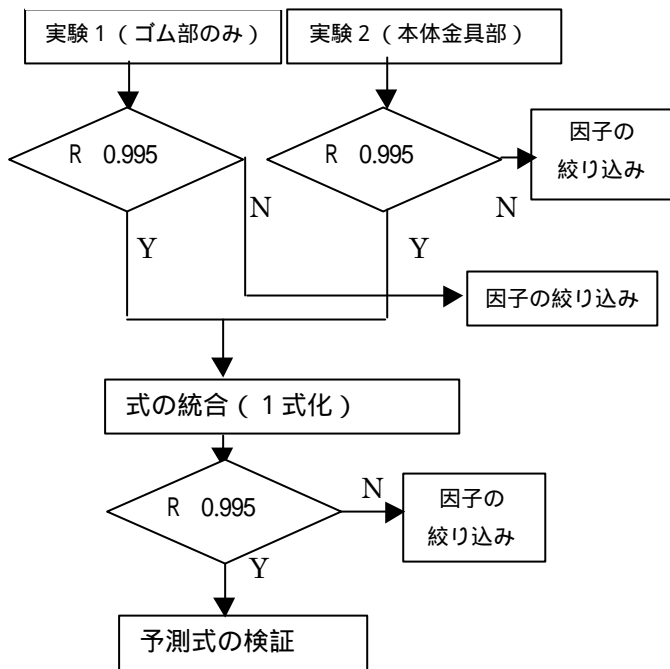 実験１（ゴム部のみ）
実験２（本体金具部）
R 0.995
R 0.995
因子の
絞り込み
N
N
Y
Y
因子の絞り込み
式の統合（１式化）
R 0.995
N
因子の
絞り込み
Y
予測式の検証